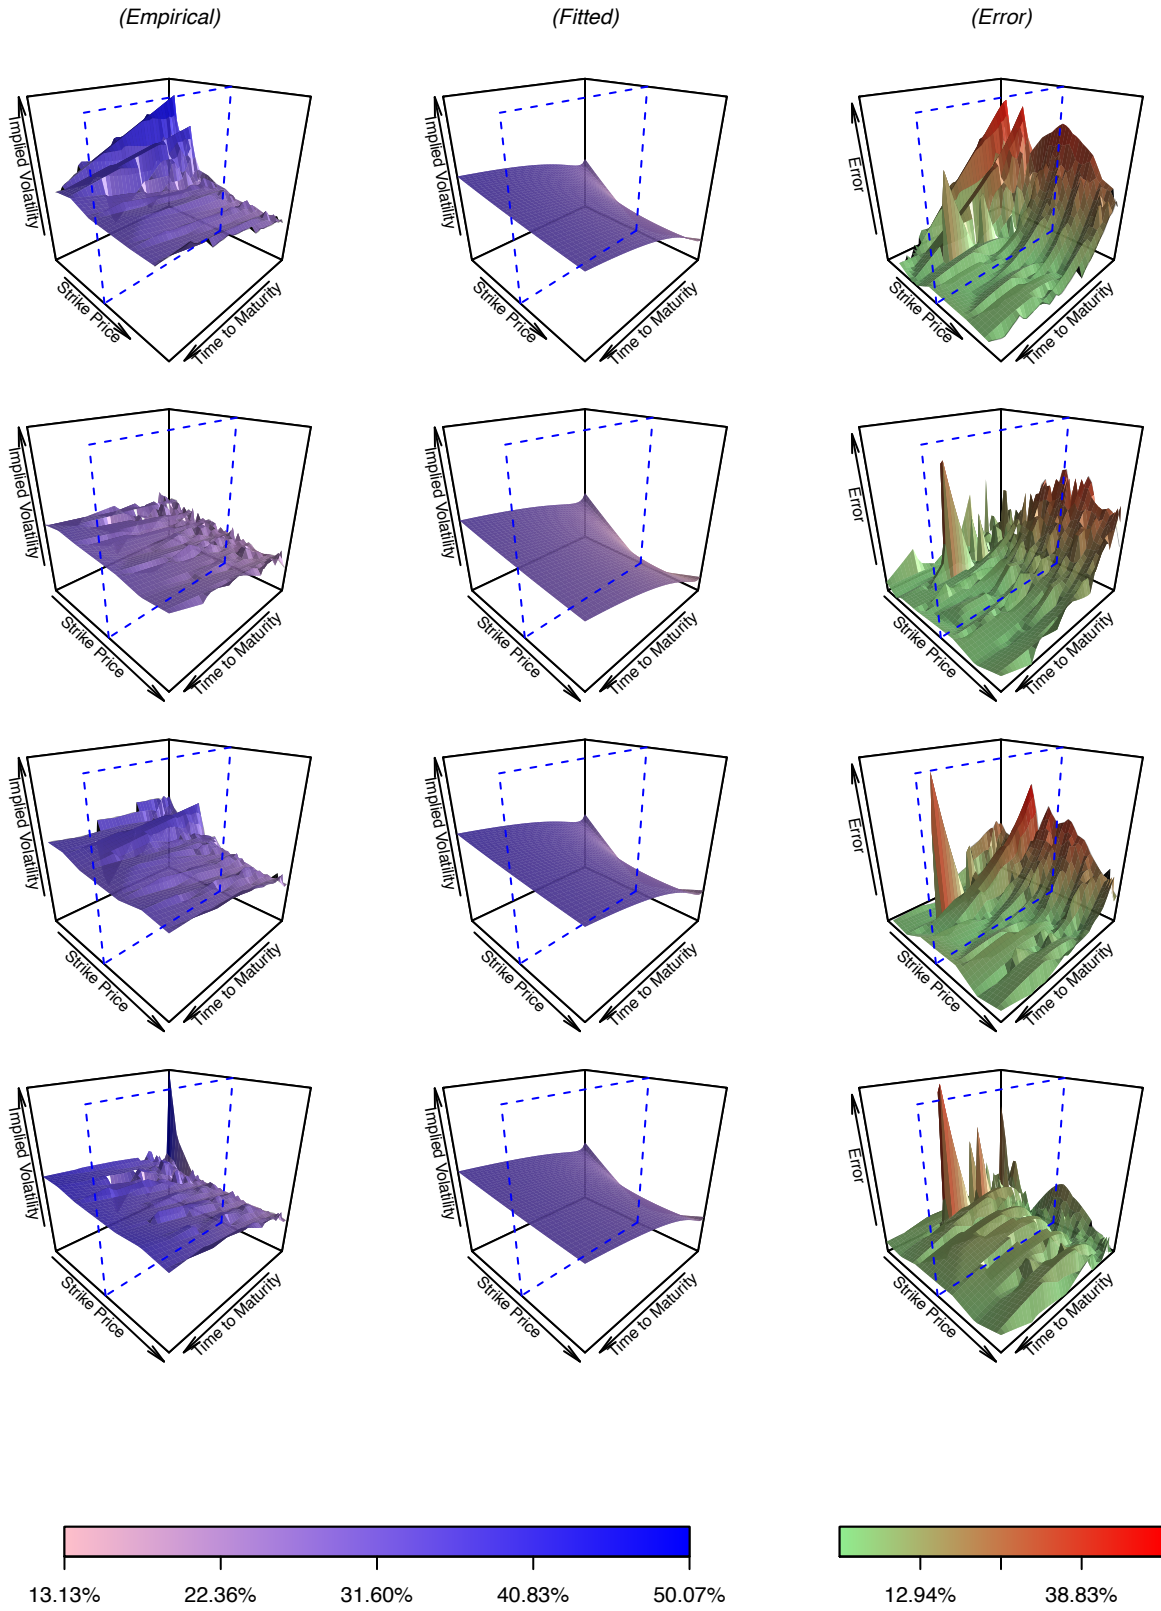 (Empirical)
(Fitted)
(Error)
Implied Volatility
Strike Price
Time to Maturity
Implied Volatility
Strike Price
Time to Maturity
Error
Strike Price
Time to Maturity
Implied Volatility
Strike Price
Time to Maturity
Implied Volatility
Strike Price
Time to Maturity
Error
Strike Price
Time to Maturity
Implied Volatility
Strike Price
Time to Maturity
Implied Volatility
Strike Price
Time to Maturity
Error
Strike Price
Time to Maturity
Implied Volatility
Strike Price
Time to Maturity
Implied Volatility
Strike Price
Time to Maturity
Error
Strike Price
Time to Maturity
13.13%
22.36%
31.60%
40.83%
50.07%
12.94%
38.83%